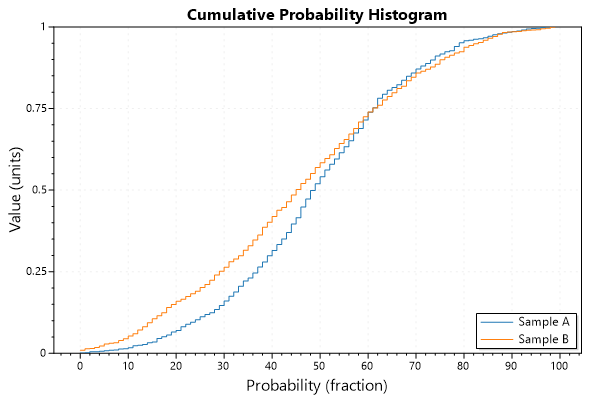 Cumulative Probability Histogram
1
0.75
0.5
0.25
0
Value (units)
0 10 20 30 40 50 60 70 80 90 100
Probability (fraction)
Sample A
Sample B